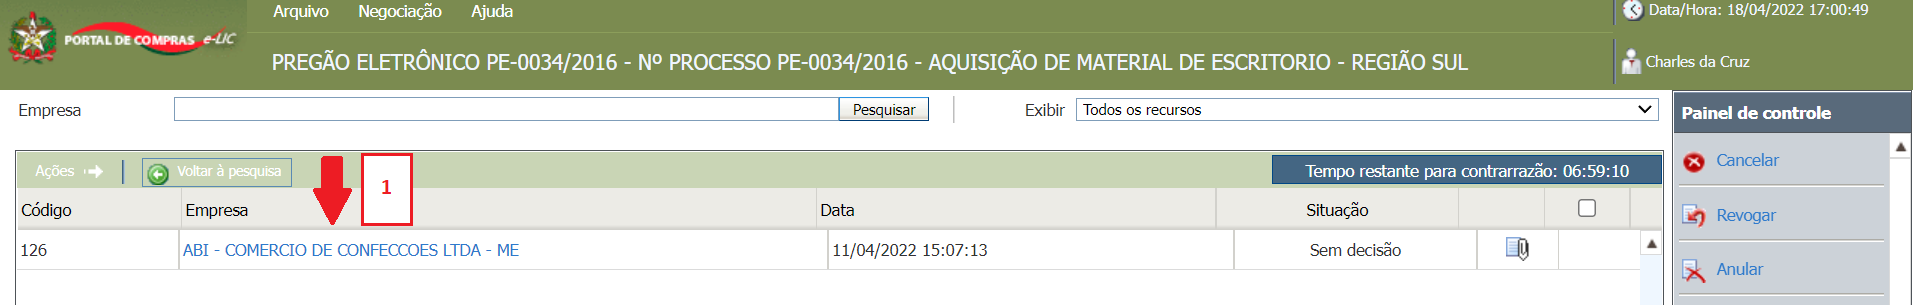 Arquivo Negociação Ajuda
Data/Hora: 18/04/2022 17:00:49
PORTAL DE COMPRAS e-LIC
PREGÃO ELETRÔNICO PE-0034/2016 - Nº PROCESSO PE-0034/2016 - AQUISIÇÃO DE MATERIAL DE ESCRITORIO - REGIÃO SUL
Charles da Cruz
Empresa Pesquisar Exibir Todos os recursos
Painel de controle
Ações Voltar à pesquisa 1 Tempo restante para contrarrazão: 06:59:10
Cancelar
Código Empresa Data Situação
Revogar
126 ABI - COMERCIO DE CONFECCOES LTDA - ME 11/04/2022 15:07:13 Sem decisão
Anular